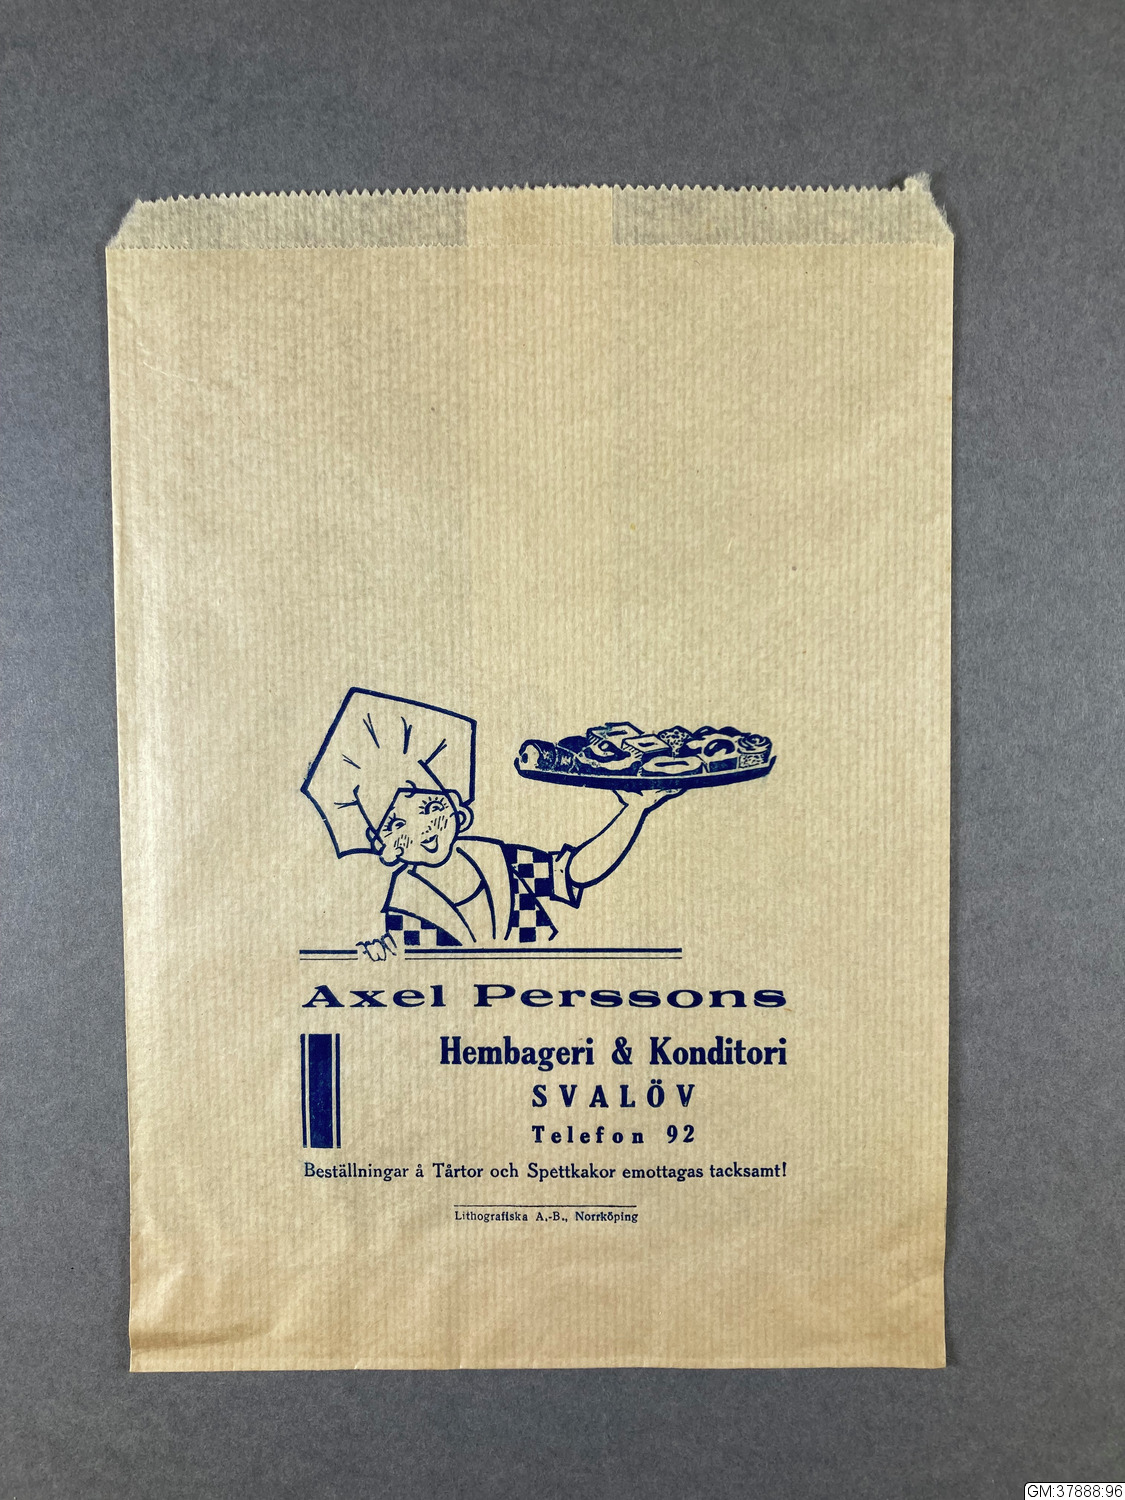 Axel Perssons
Hembageri & Konditori
SVALÖV
Telefon 92
Beställningar å Tårtor och Spettkakor emottagas tacksamt!
Lithografiska A.-B., Norrköping
GM:37888:96